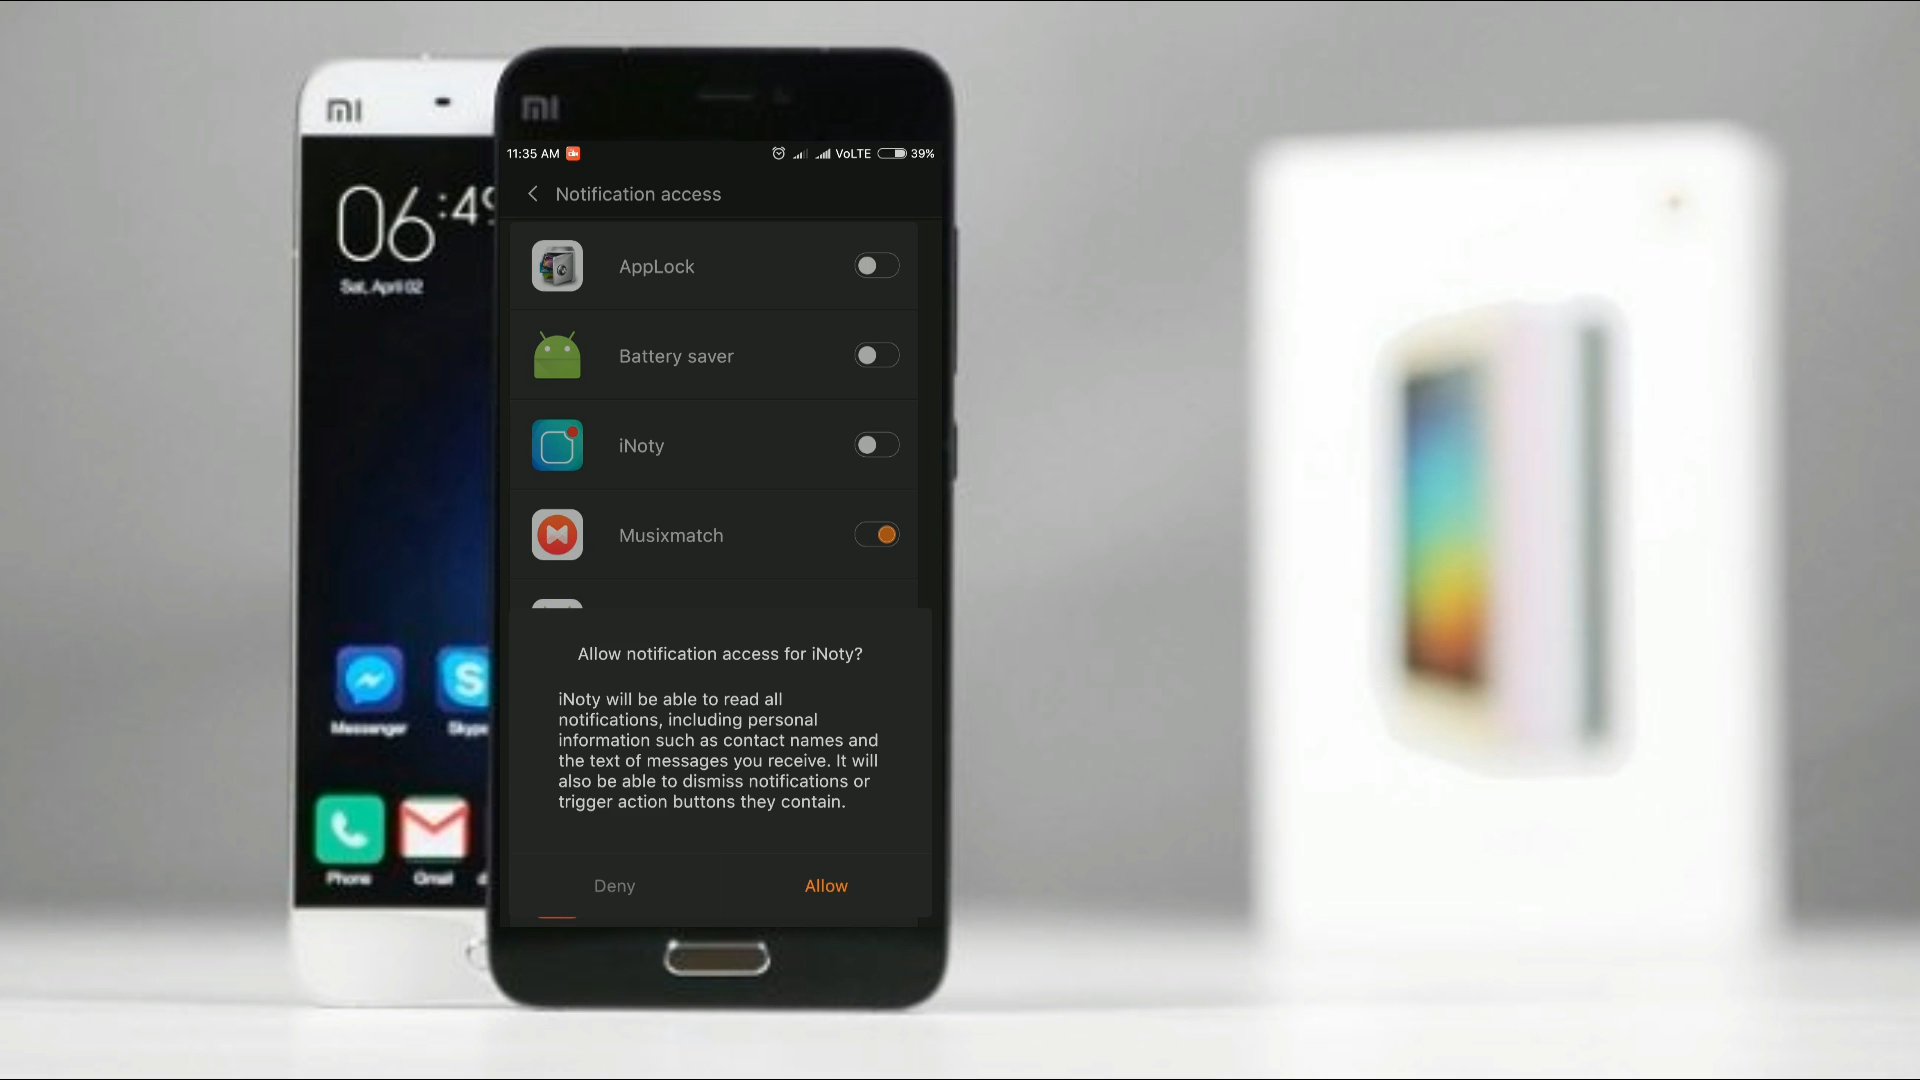 MI
MI
06:49
Sat, April 02
Messenger
Skype
Phone
Gmail
11:35 AM
VoLTE 39%
Notification access
AppLock
Battery saver
iNoty
Musixmatch
Allow notification access for iNoty?
iNoty will be able to read all
notifications, including personal
information such as contact names and
the text of messages you receive. It will
also be able to dismiss notifications or
trigger action buttons they contain.
Deny
Allow